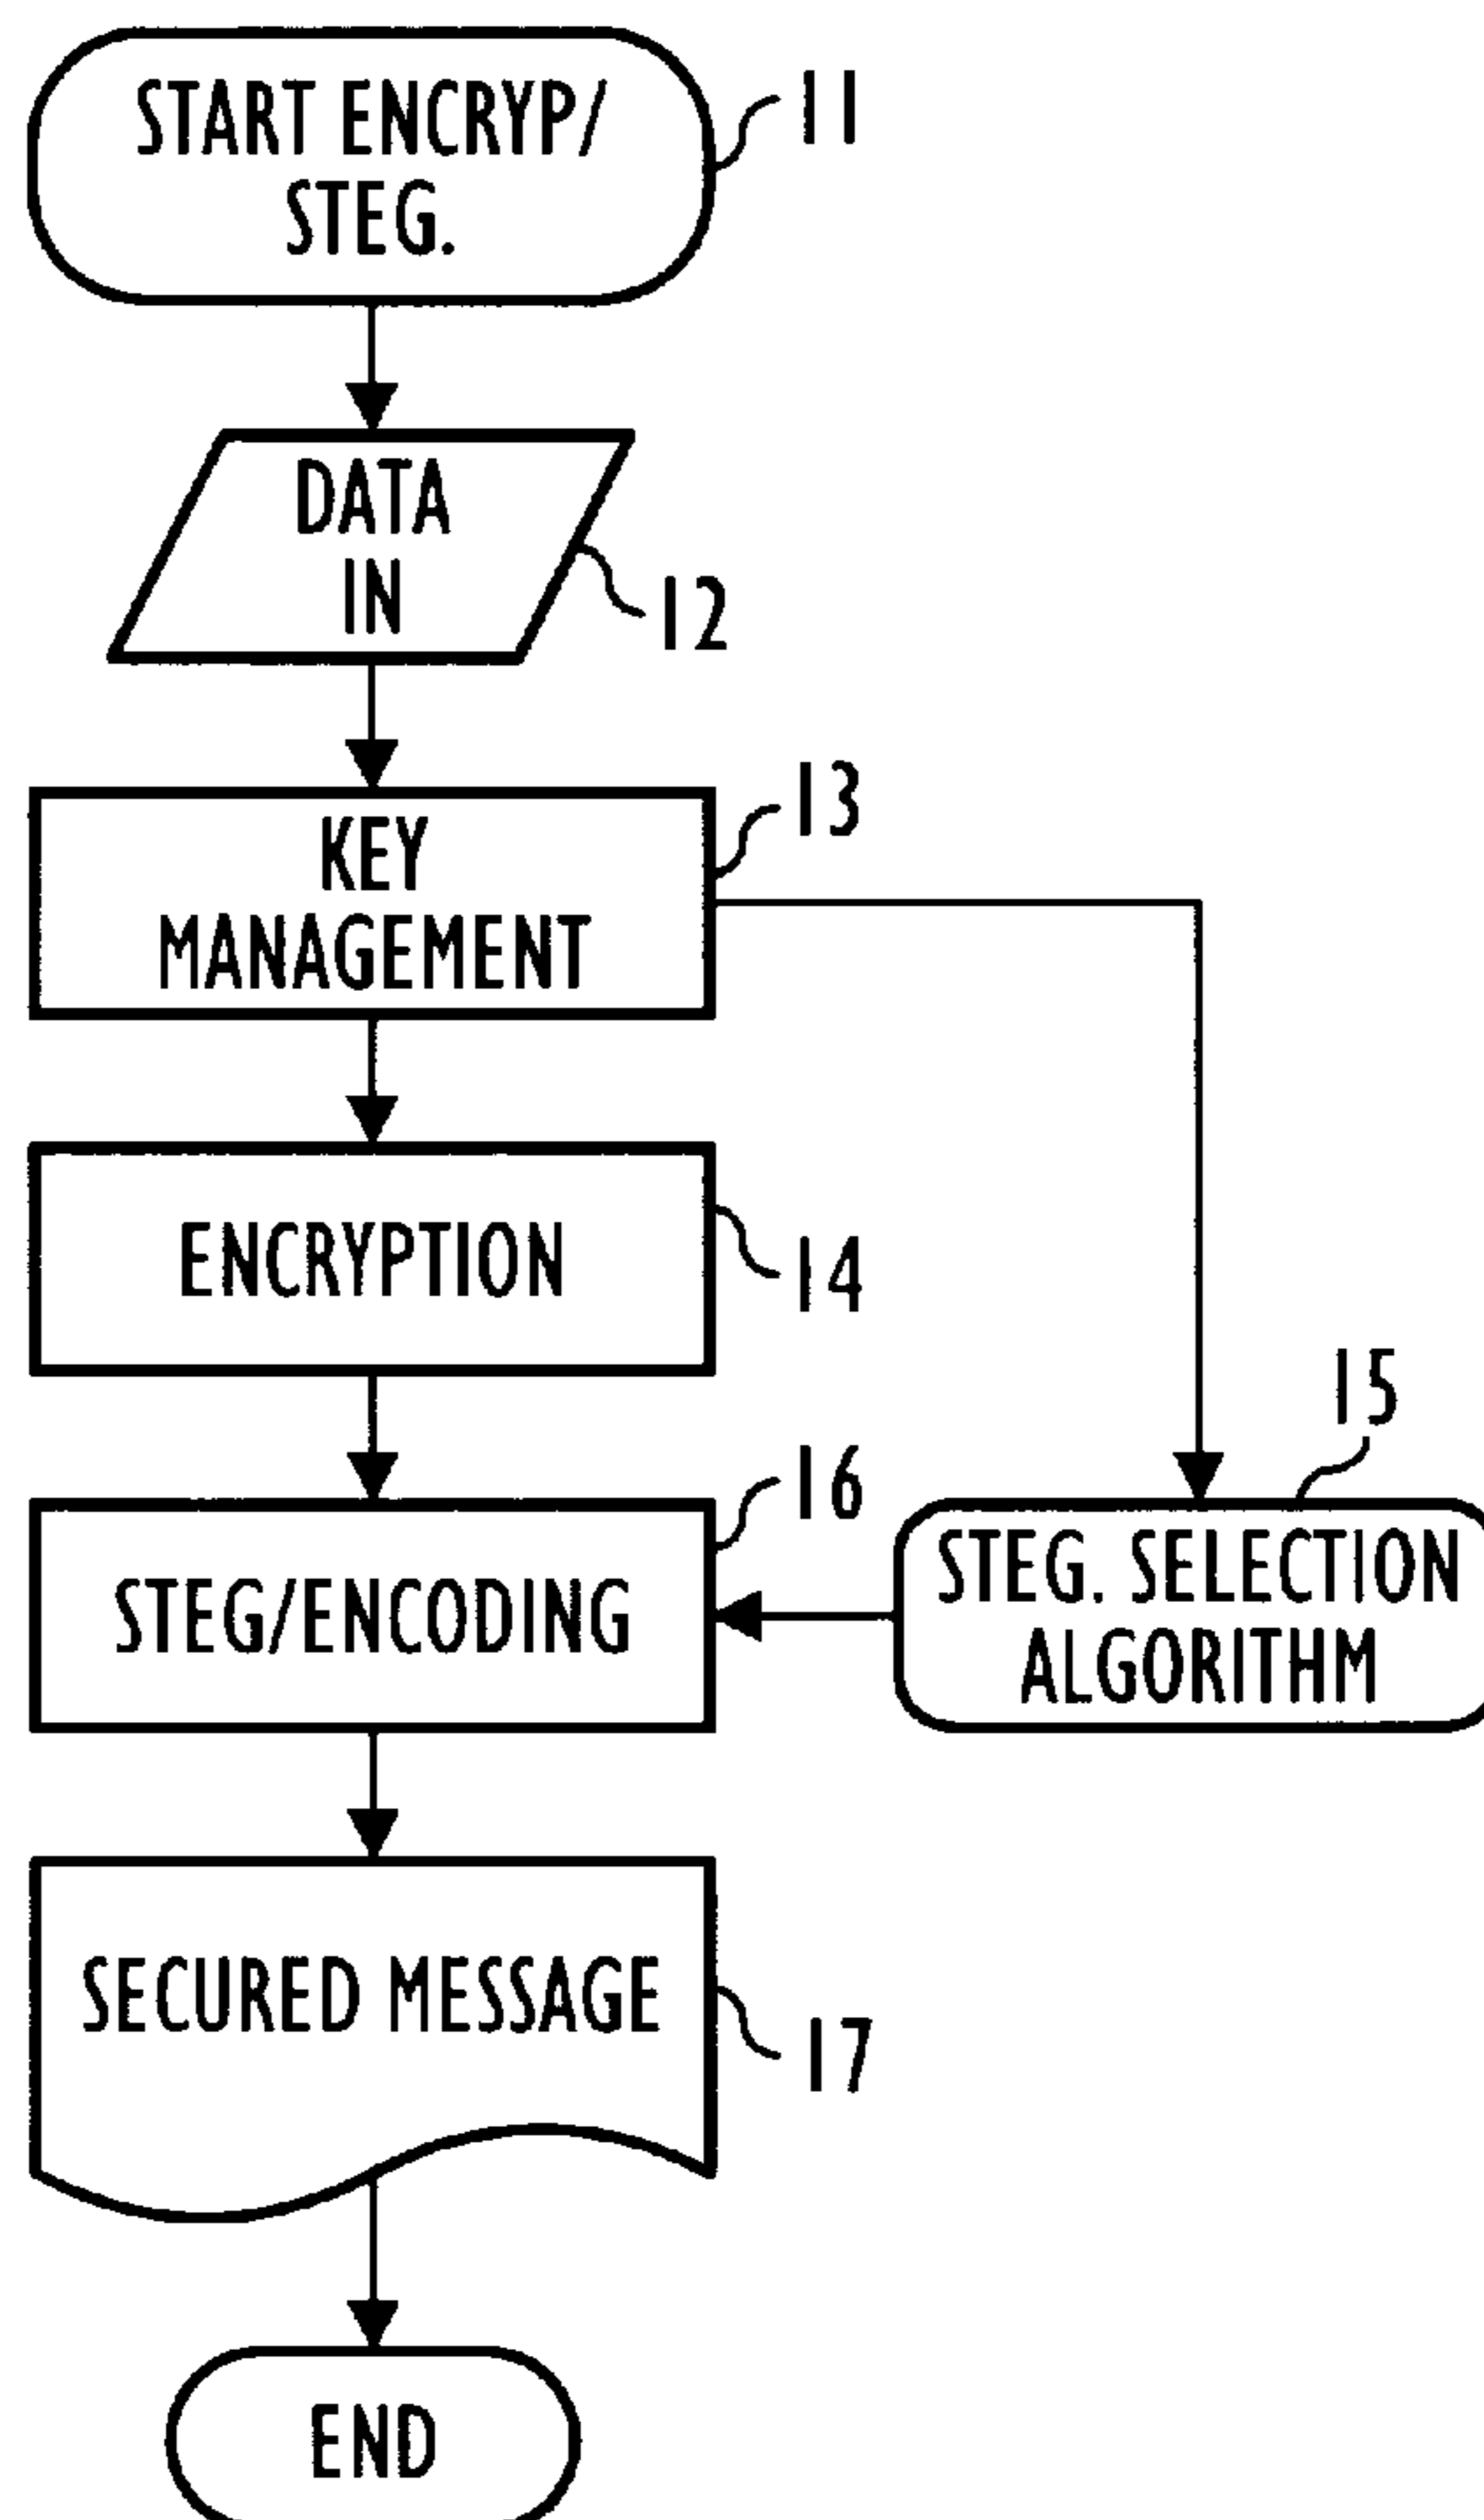 START ENCRYP/
STEG.
11
DATA
IN
12
KEY
MANAGEMENT
13
ENCRYPTION
14
15
STEG/ENCODING
16
STEG. SELECTION
ALGORITHM
SECURED MESSAGE
17
END